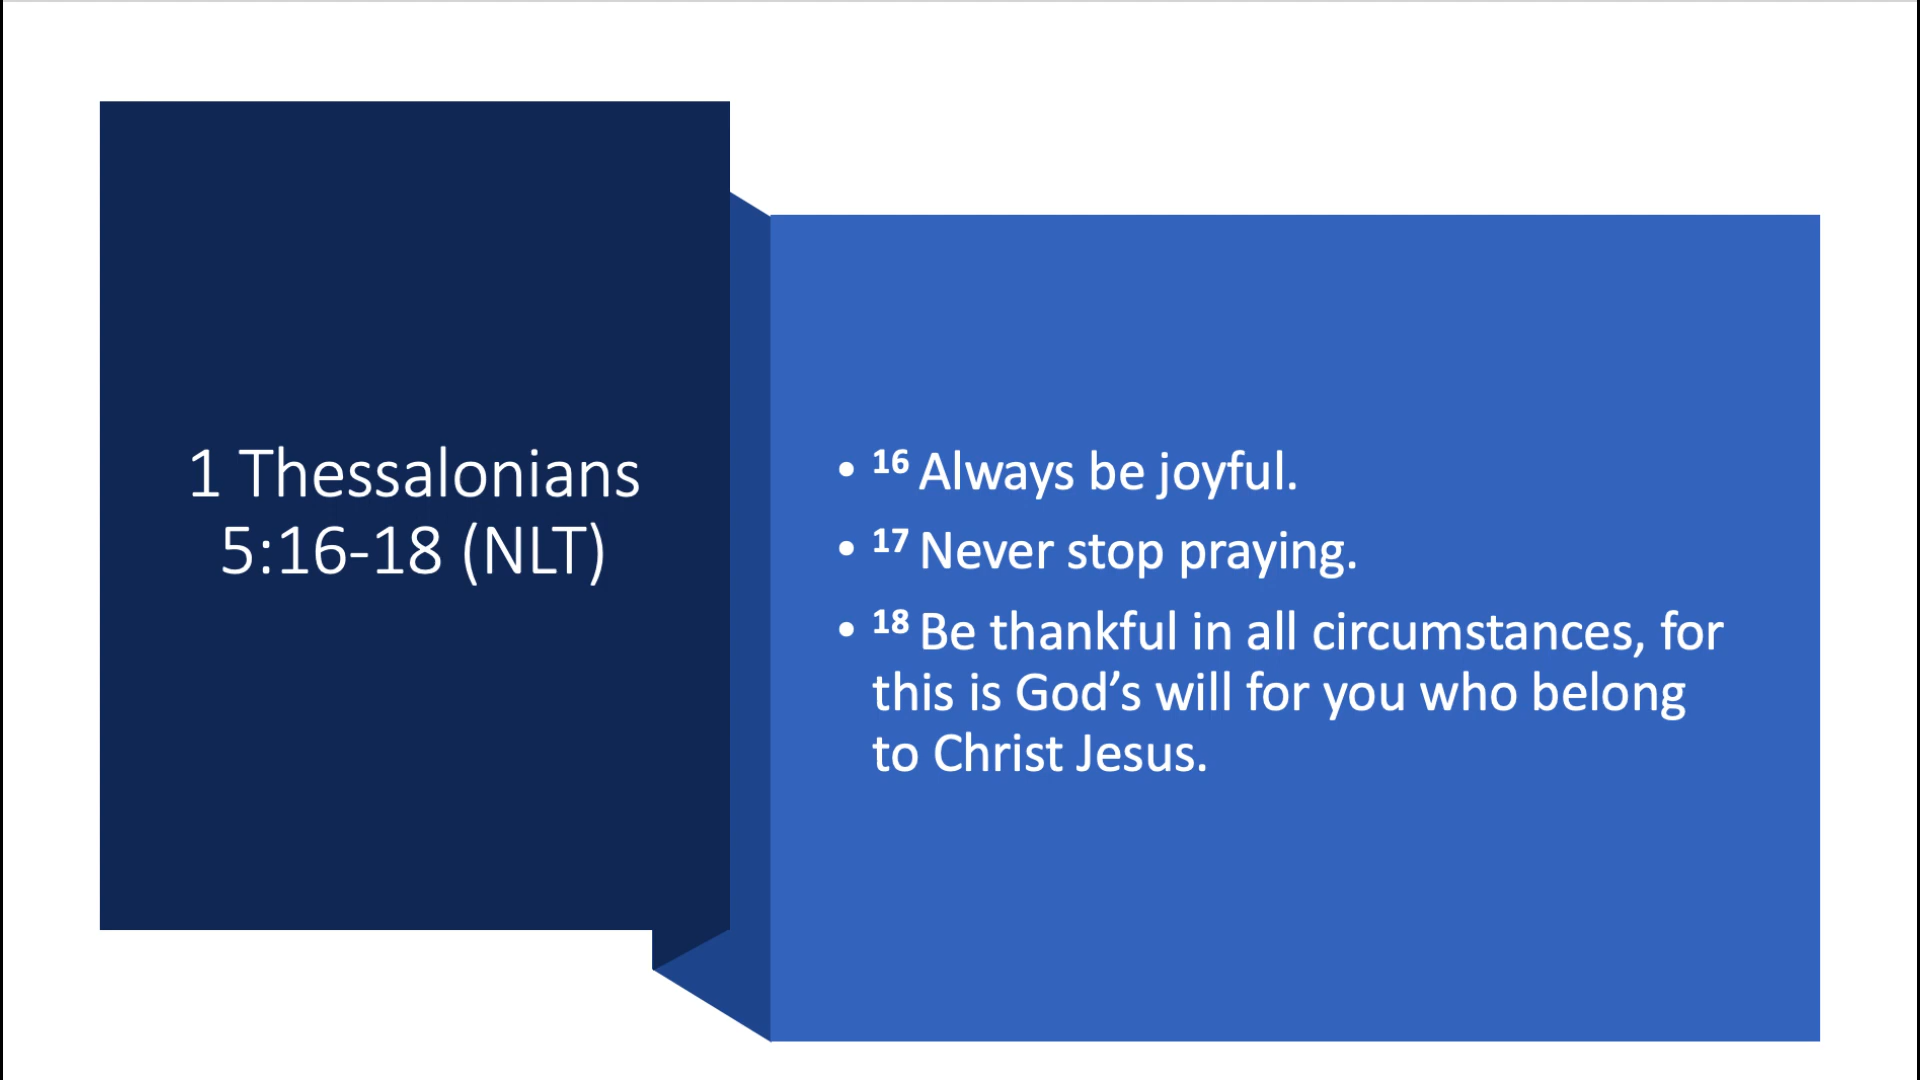 1 Thessalonians
5:16-18 (NLT)
• 16 Always be joyful.
• 17 Never stop praying.
• 18 Be thankful in all circumstances, for
this is God’s will for you who belong
to Christ Jesus.